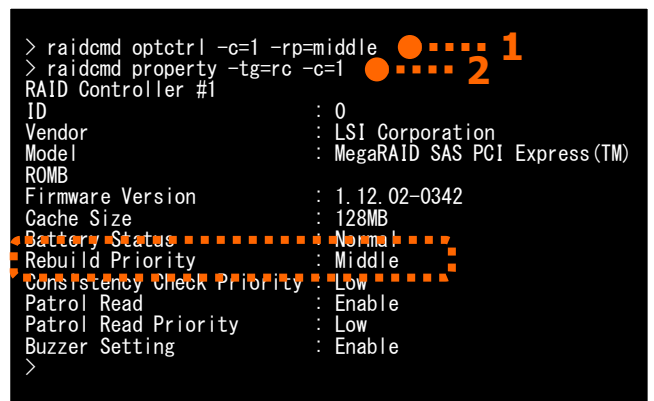 > raidcmd optctrl -c=1 -rp=middle 1
> raidcmd property -tg=rc -c=1 2
RAID Controller #1
ID : 0
Vendor : LSI Corporation
Model : MegaRAID SAS PCI Express(TM)
ROMB
Firmware Version : 1.12.02-0342
Cache Size : 128MB
Battery Status : Normal
Rebuild Priority : Middle
Consistency Check Priority : Low
Patrol Read : Enable
Patrol Read Priority : Low
Buzzer Setting : Enable
>